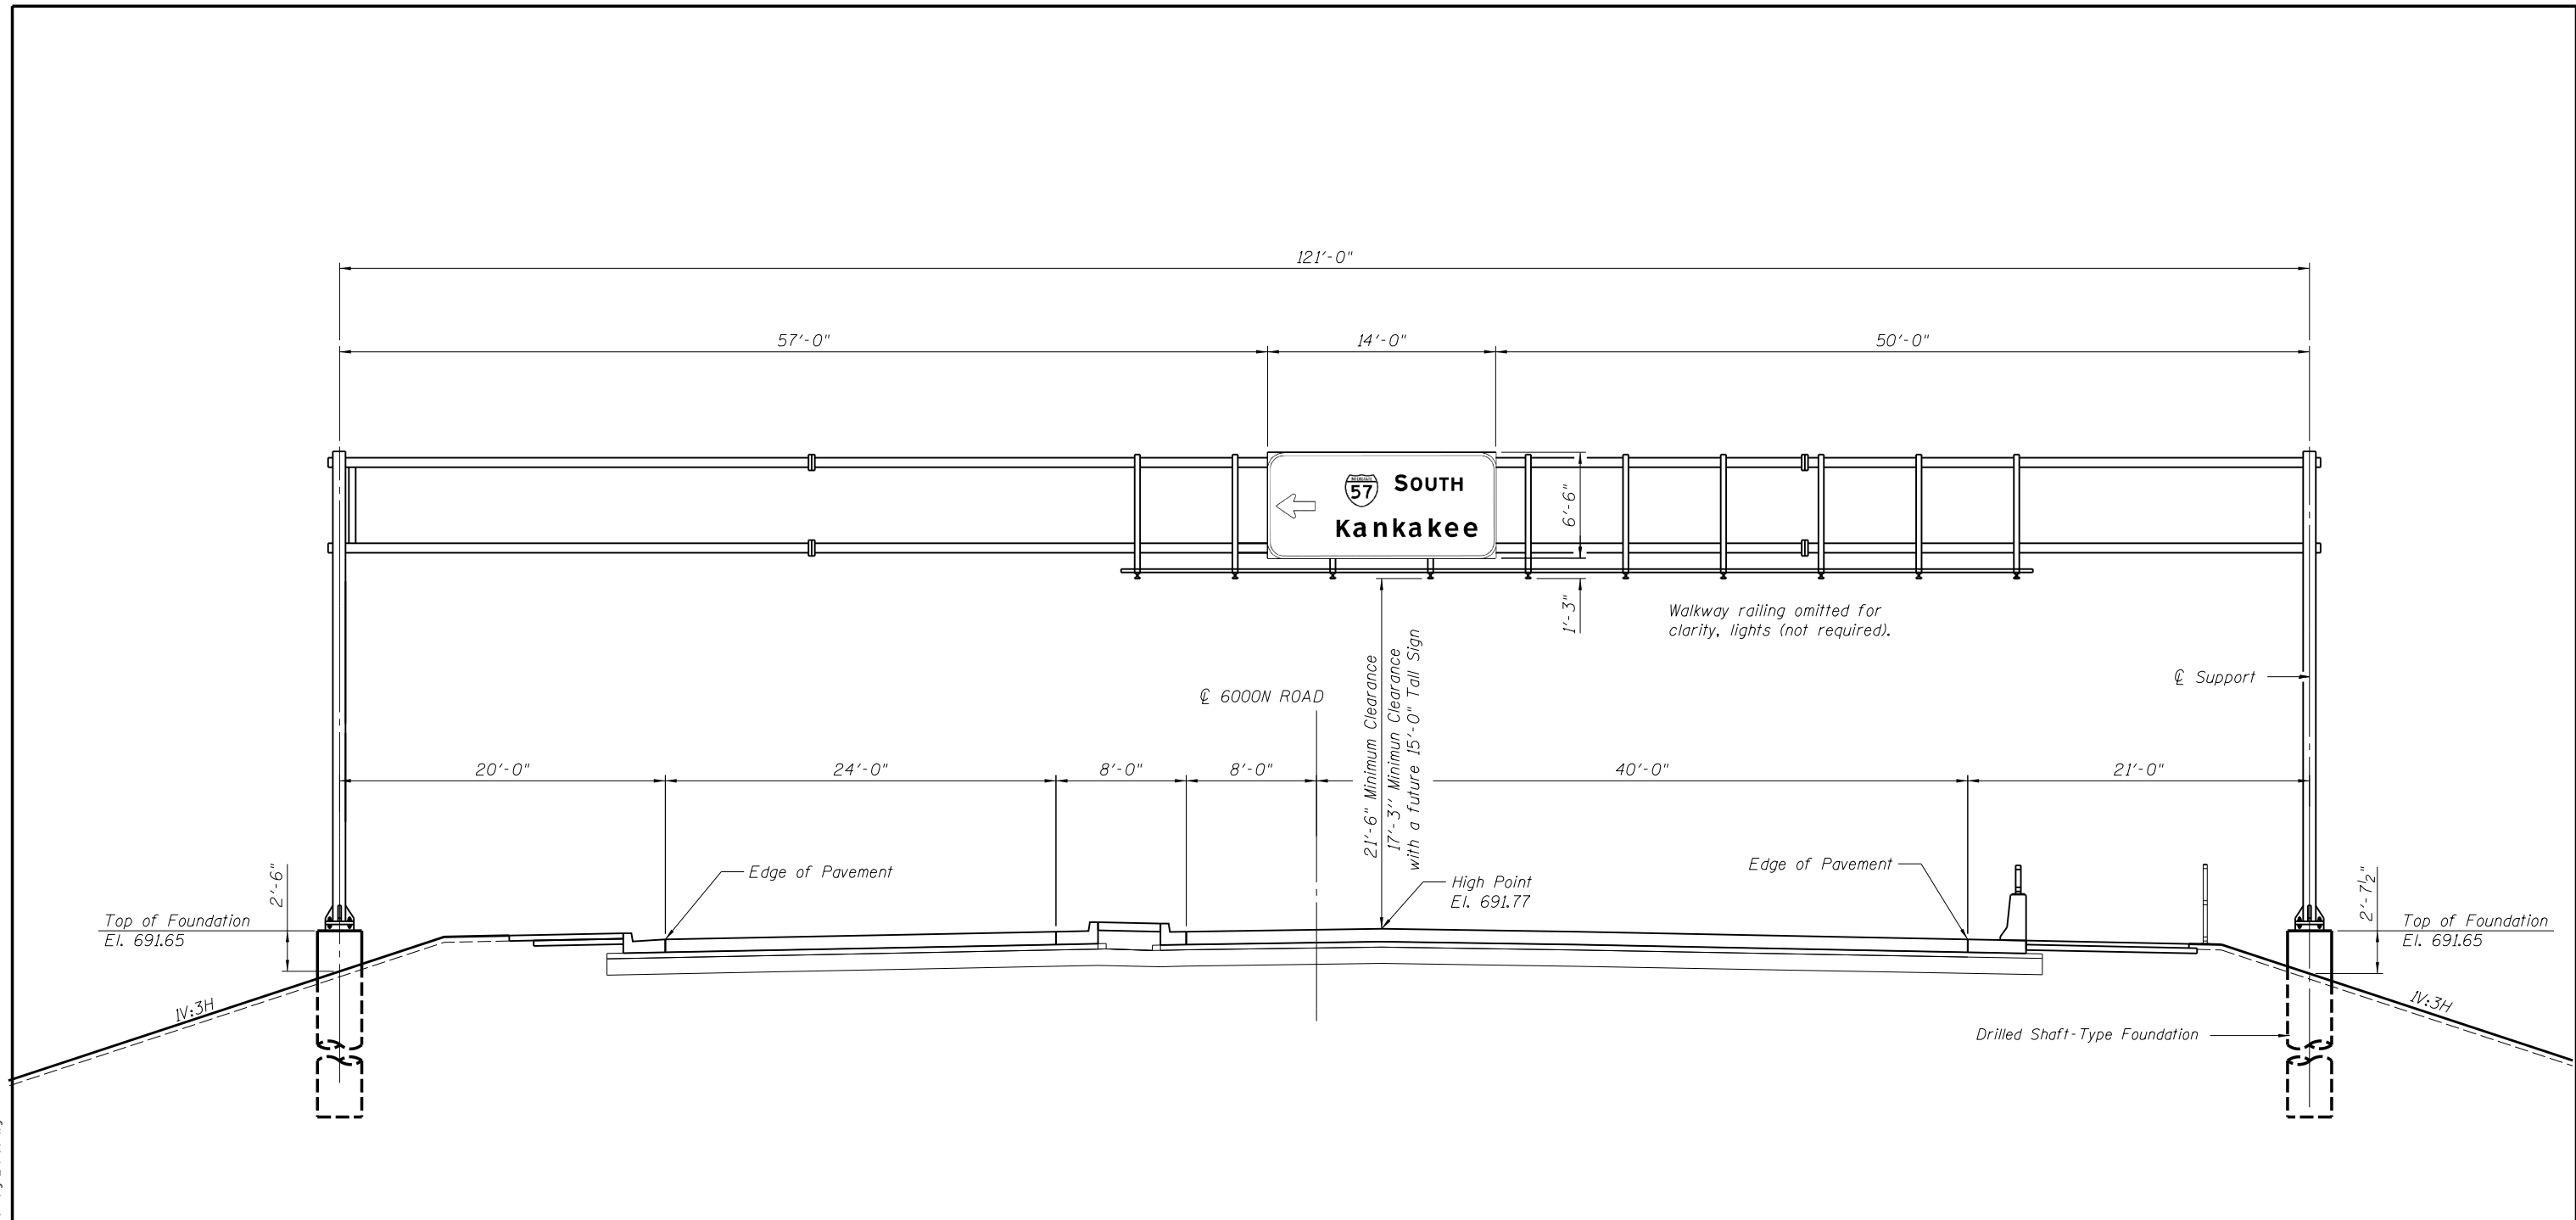 121'-0"
57'-0"
14'-0"
50'-0"
INTERSTATE
57
SOUTH
Kankakee
6'-6"
1'-3"
Walkway railing omitted for
clarity, lights (not required).
℄ Support
℄ 6000N ROAD
21'-6" Minimum Clearance
17'-3'' Minimun Clearance
with a future 15'-0" Tall Sign
20'-0"
24'-0"
8'-0"
8'-0"
40'-0"
21'-0"
2'-6"
Edge of Pavement
Edge of Pavement
High Point
El. 691.77
2'-7½"
Top of Foundation
El. 691.65
Top of Foundation
El. 691.65
1V:3H
1V:3H
Drilled Shaft-Type Foundation